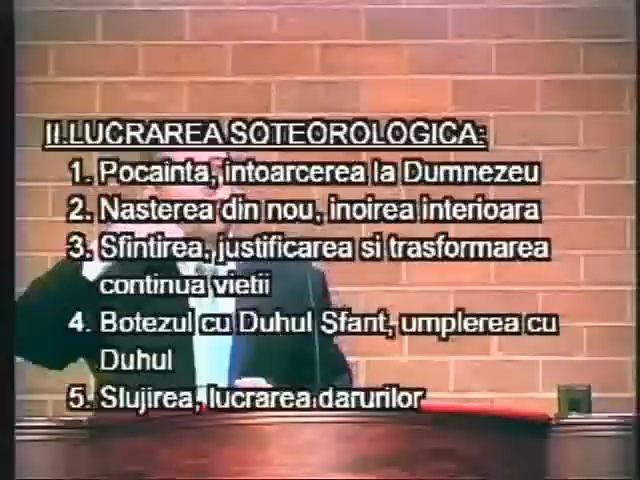 II.LUCRAREA SOTEOROLOGICA:
1. Pocainta, intoarcerea la Dumnezeu
2. Nasterea din nou, inoirea interioara
3. Sfintirea, justificarea si trasformarea
continua vietii
4. Botezul cu Duhul Sfant, umplerea cu
Duhul
5. Slujirea, lucrarea darurilor